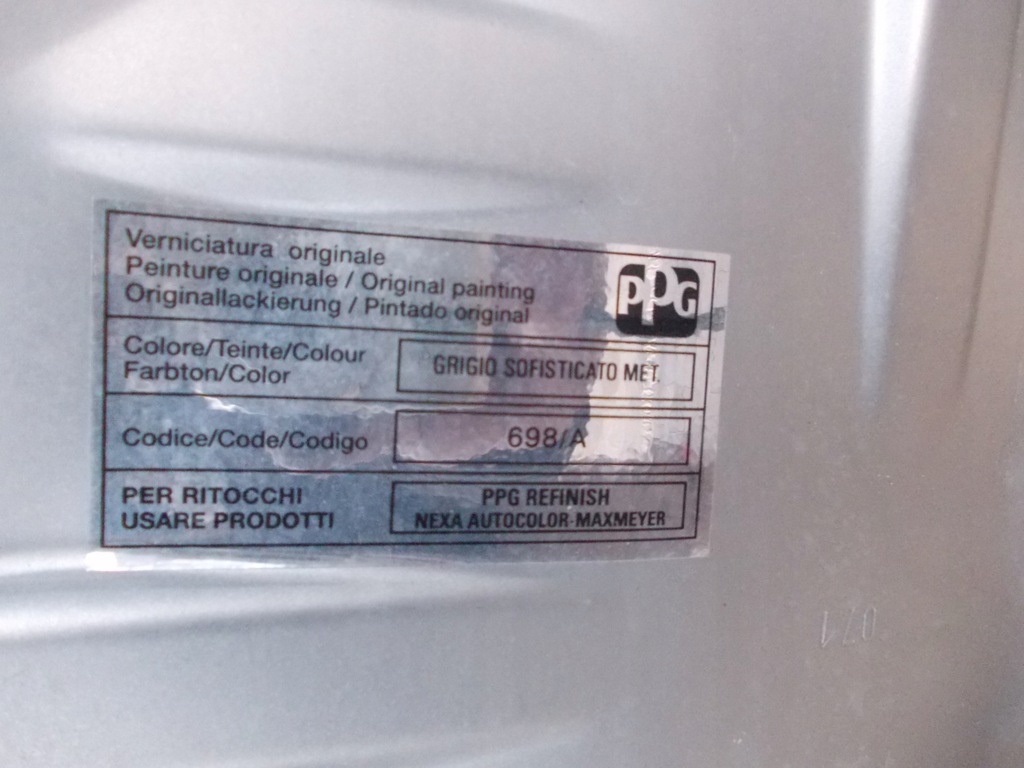 Verniciatura originale
Peinture originale / Original painting
Originallackierung / Pintado original
PPG
Colore/Teinte/Colour
Farbton/Color
GRIGIO SOFISTICATO MET.
Codice/Code/Codigo
698/A
PER RITOCCHI
USARE PRODOTTI
PPG REFINISH
NEXA AUTOCOLOR-MAXMEYER